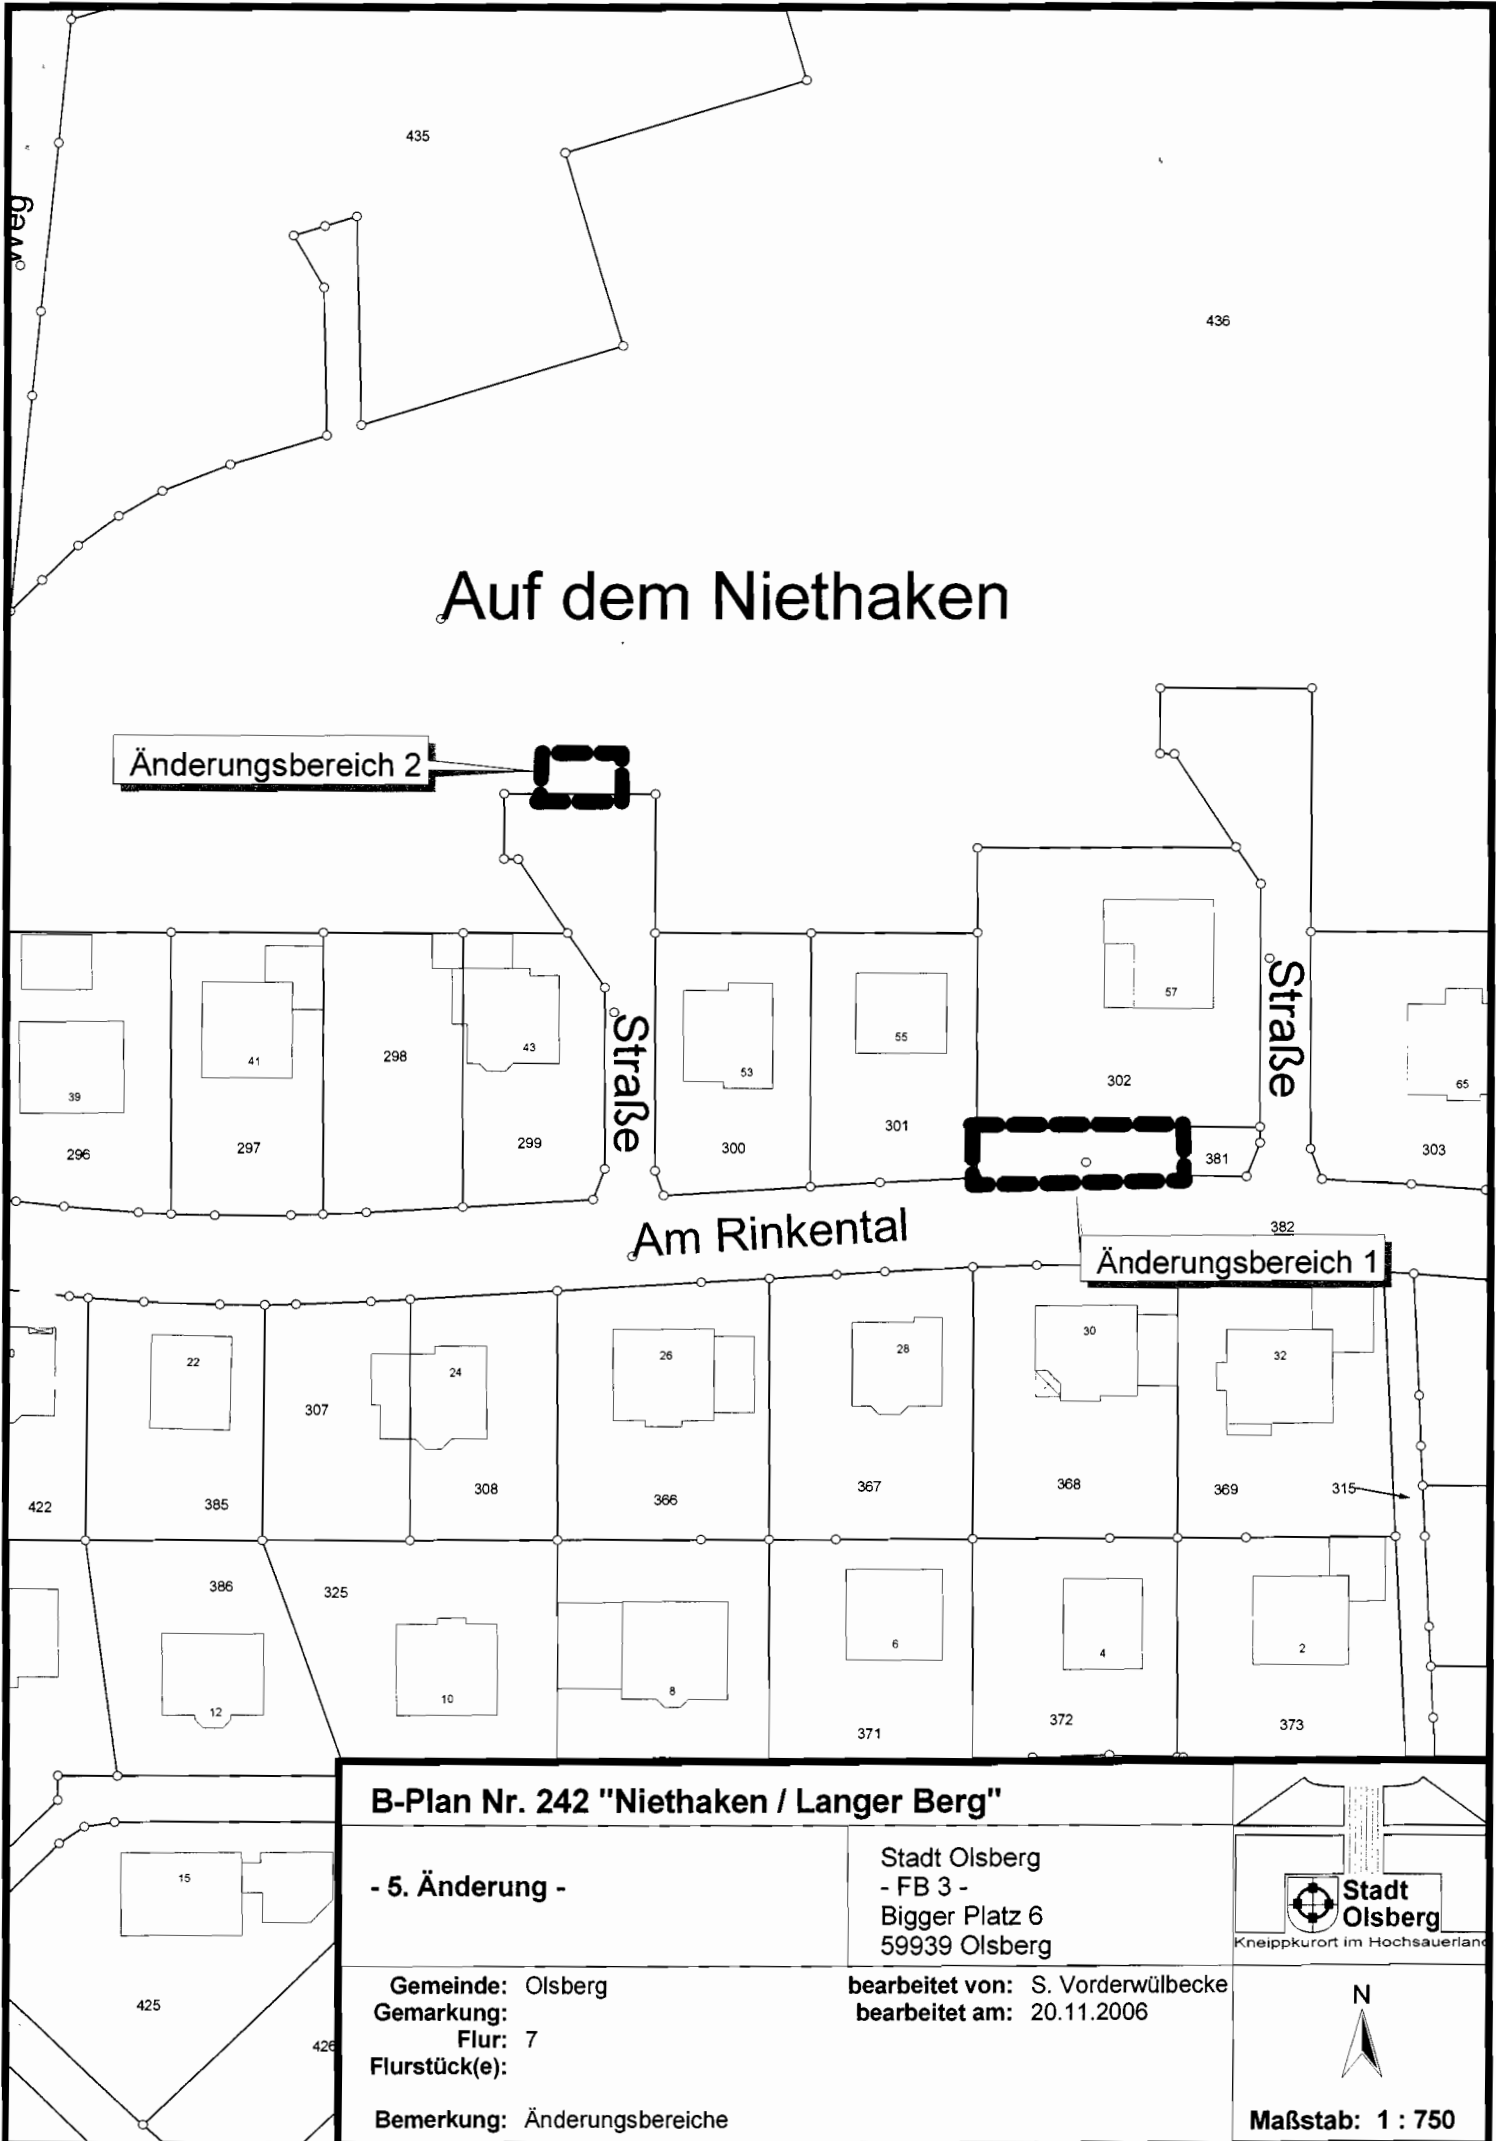 435
Weg
436
Auf dem Niethaken
Änderungsbereich 2
57
Straße
Straße
55
43
41
298
53
39
302
65
301
299
300
297
296
381
303
Am Rinkental
382
Änderungsbereich 1
22
24
26
28
30
32
307
422
385
308
366
367
368
369
315
386
325
12
10
8
6
4
2
371
372
373
B-Plan Nr. 242 "Niethaken / Langer Berg"
- 5. Änderung -
Stadt Olsberg
- FB 3 -
Bigger Platz 6
59939 Olsberg
Stadt
Olsberg
Kneippkurort im Hochsauerland
15
425
426
Gemeinde: Olsberg
Gemarkung:
Flur: 7
Flurstück(e):
Bemerkung: Änderungsbereiche
bearbeitet von: S. Vorderwülbecke
bearbeitet am: 20.11.2006
N
Maßstab: 1 : 750